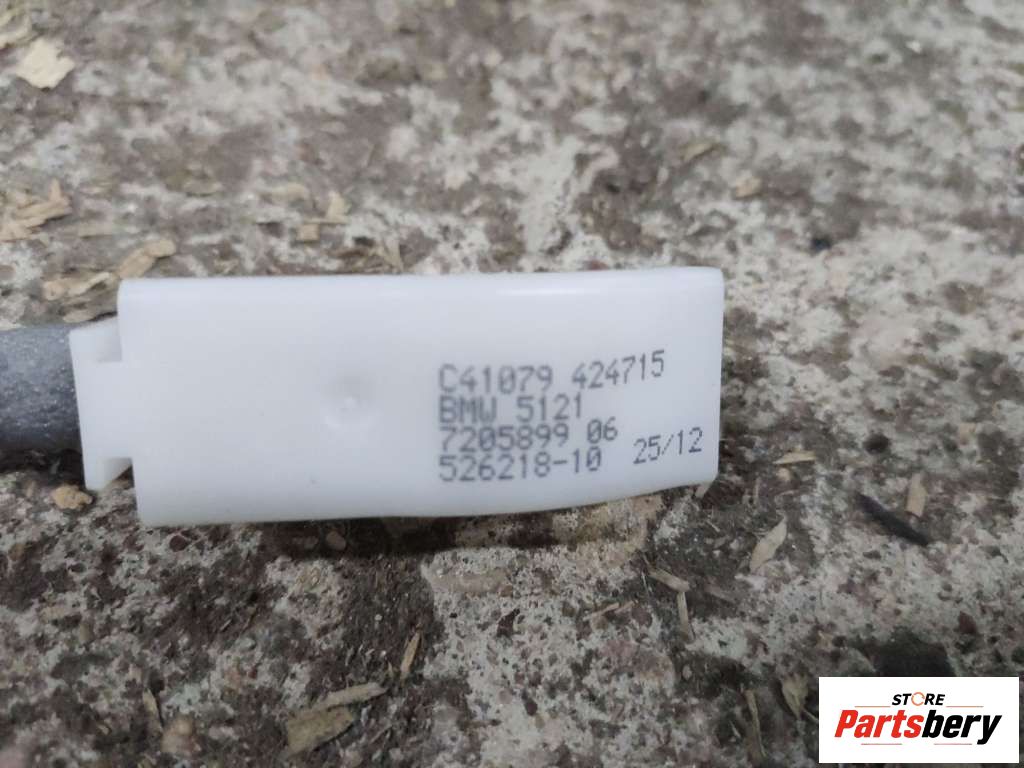 C41079 424715
BMW 5121
7205899 06
526218-10 25/12
STORE
Partsbery